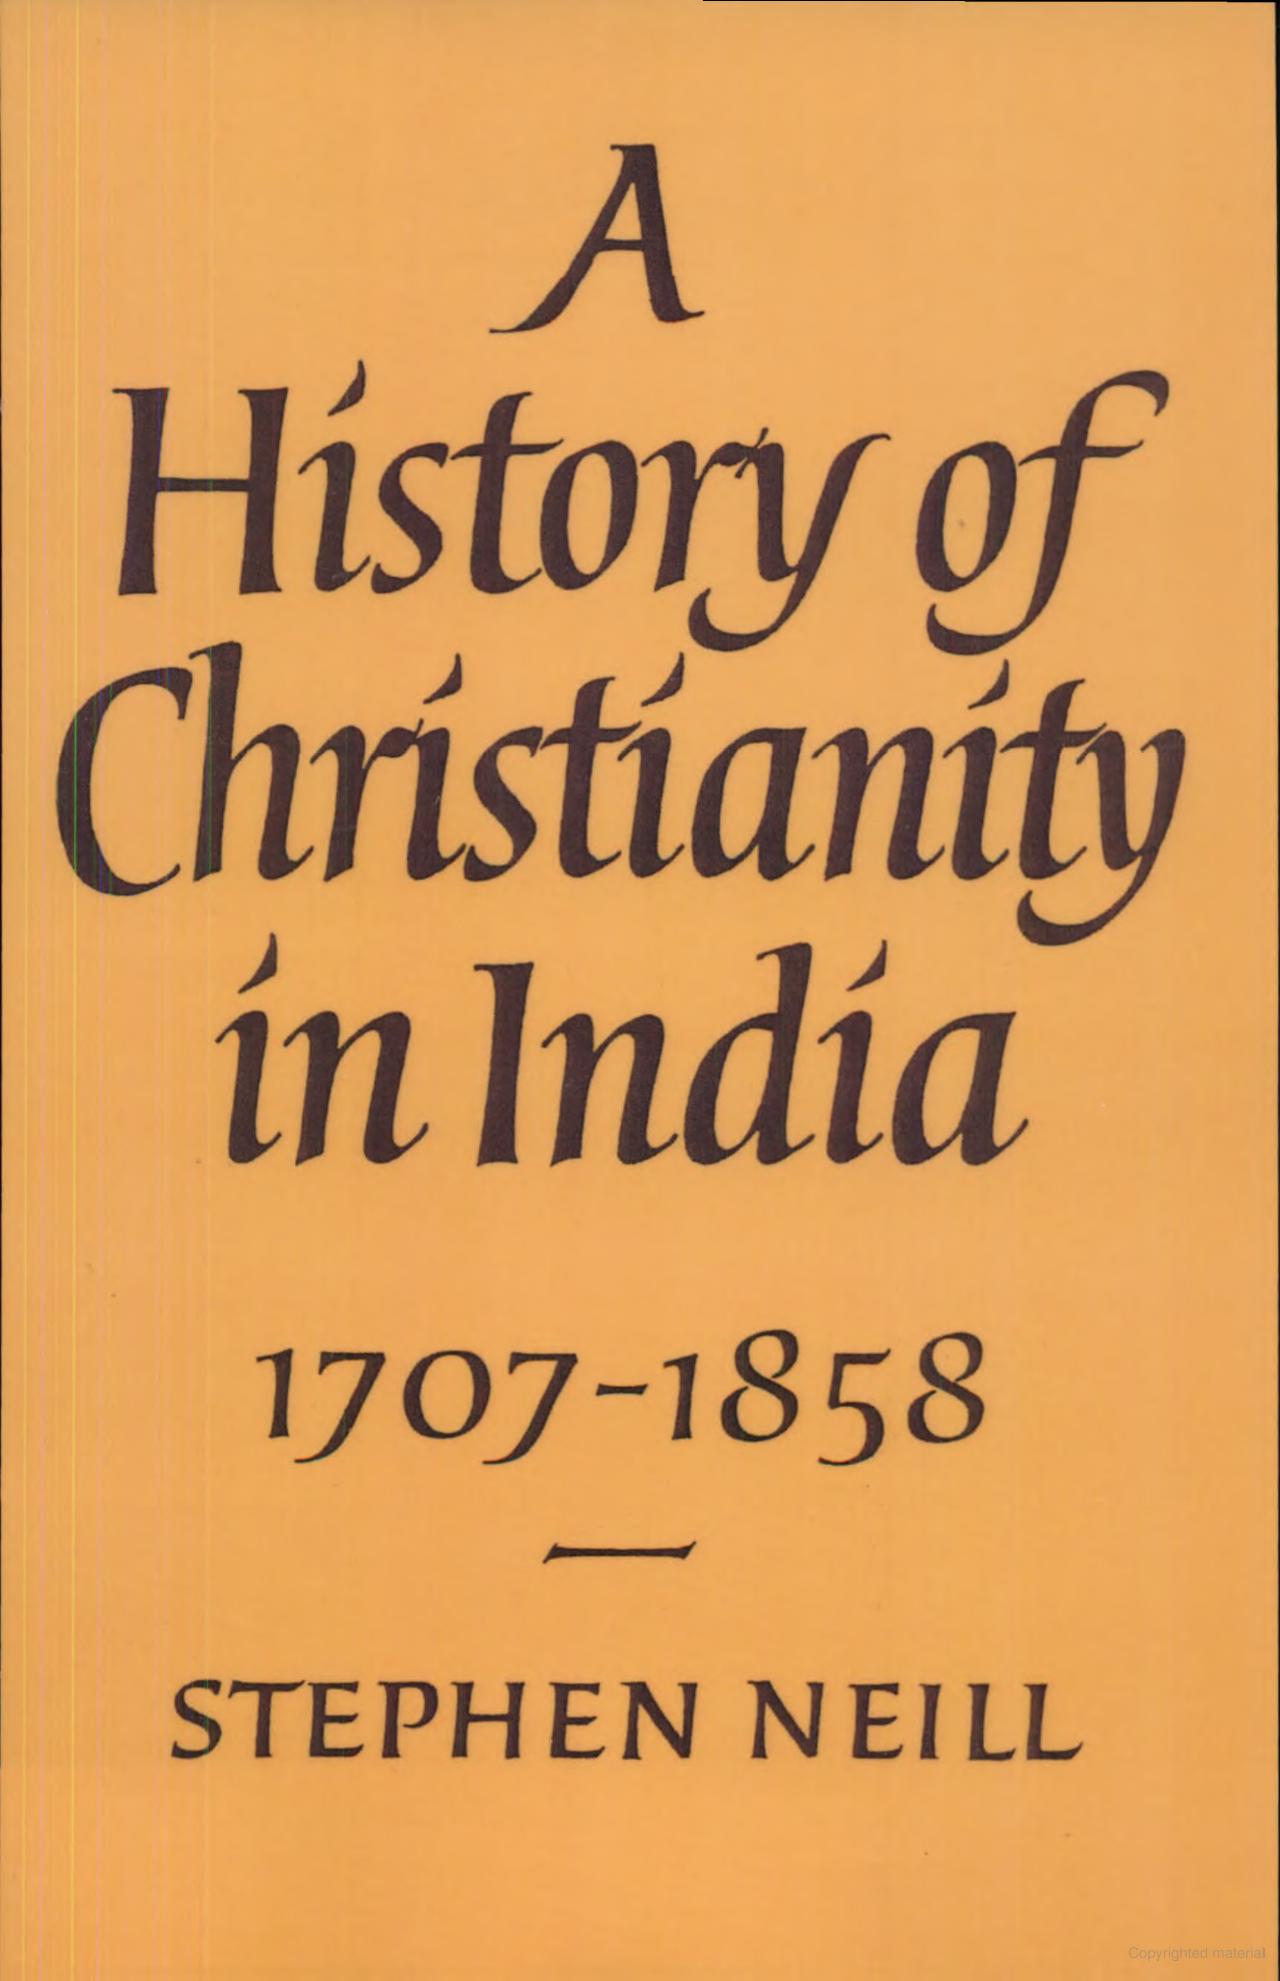 A
History of
Christianity
in India
1707-1858
STEPHEN NEILL
Copyrighted material